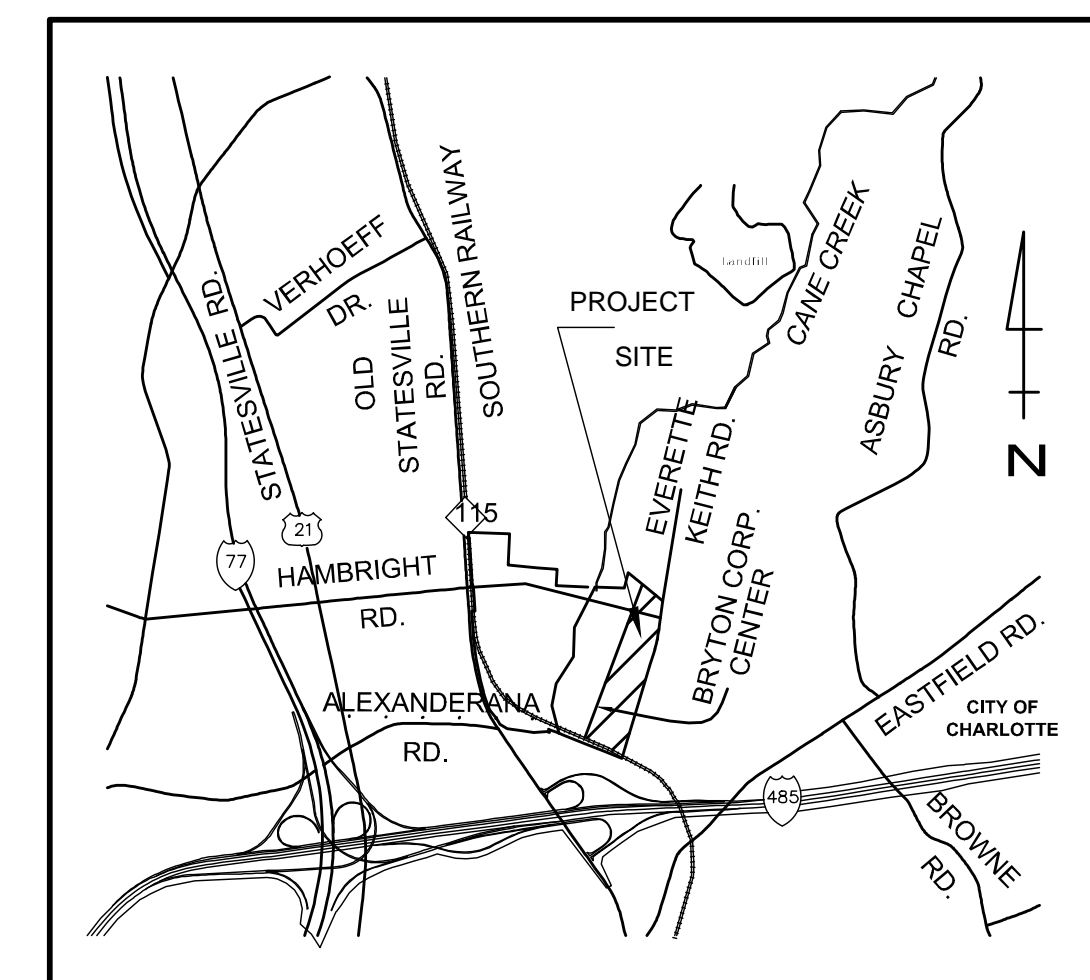 VERHOEFF
DR.
STATESVILLE RD.
OLD
STATESVILLE
RD.
SOUTHERN RAILWAY
Landfill
PROJECT
SITE
CANE CREEK
ASBURY CHAPEL
RD.
N
EVERETTE
KEITH RD.
115
21
77
HAMBRIGHT
RD.
BRYTON CORP.
CENTER
ALEXANDERANA
RD.
EASTFIELD RD.
CITY OF
CHARLOTTE
485
BROWNE
RD.